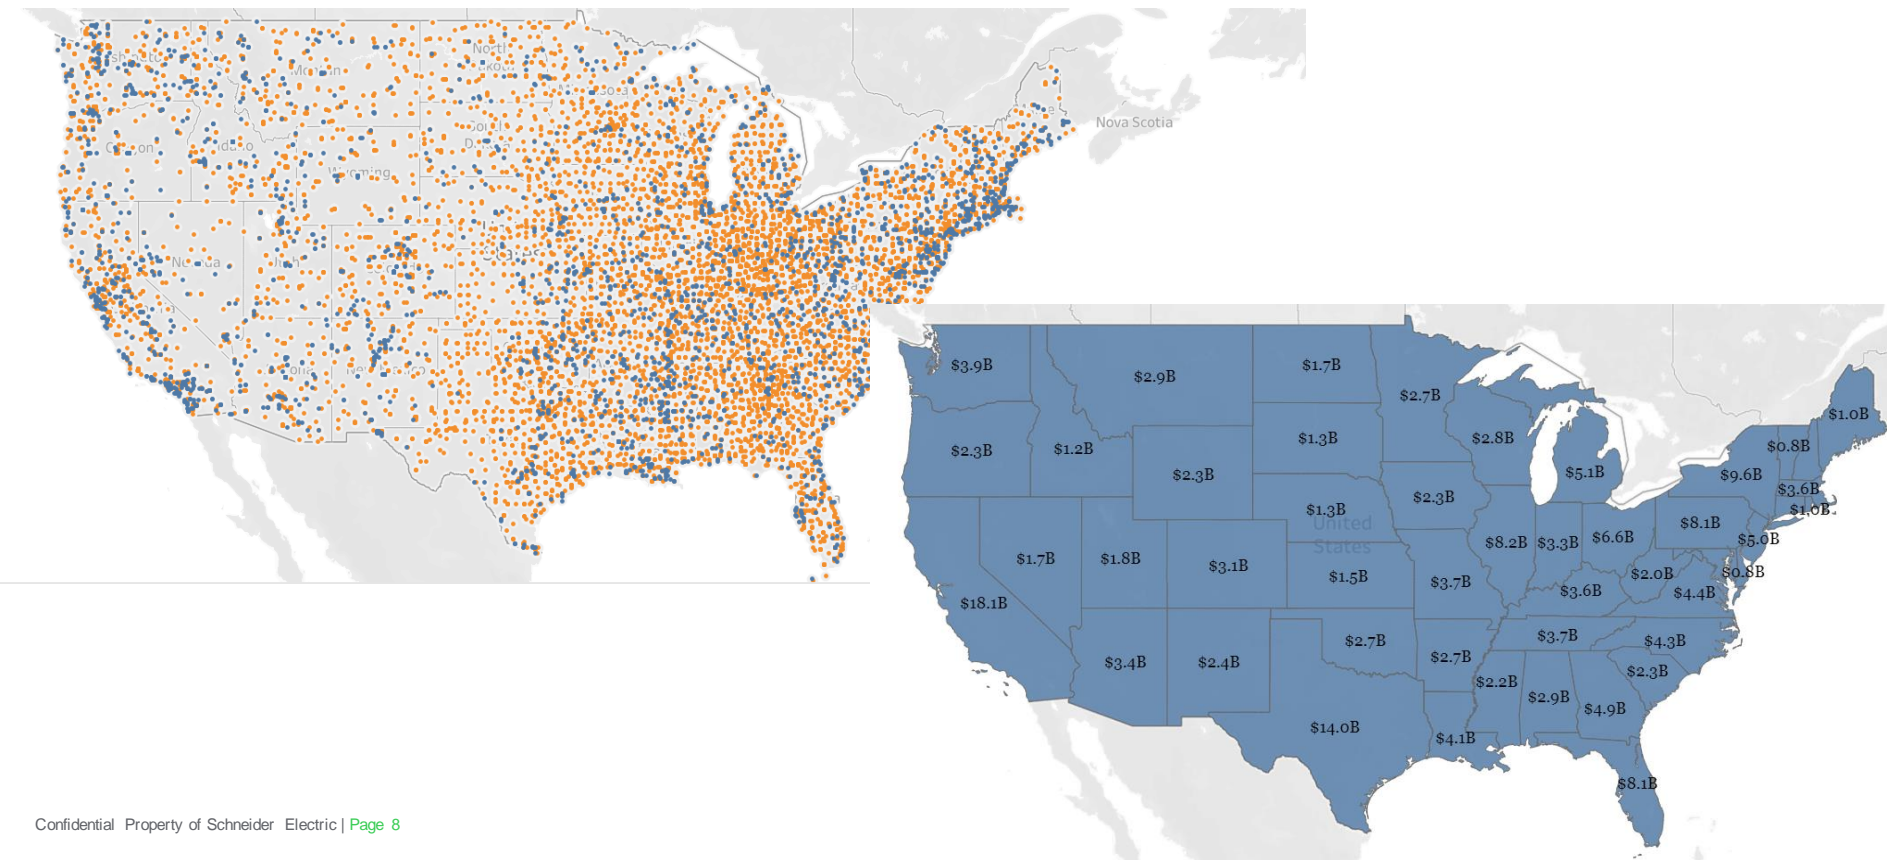 Nova Scotia
$3.9B
$2.9B
$1.7B
$2.7B
$1.0B
$2.3B
$1.2B
$1.3B
$2.8B
$0.8B
$2.3B
$5.1B
$9.6B
$3.6B
$1.3B
$2.3B
$1.0B
United
States
$8.1B
$1.7B
$1.8B
$3.1B
$8.2B
$3.3B
$6.6B
$5.0B
$1.5B
$3.7B
$2.0B
$0.8B
$18.1B
$3.6B
$4.4B
$3.4B
$2.4B
$2.7B
$2.7B
$3.7B
$4.3B
$2.2B
$2.9B
$2.3B
$14.0B
$4.1B
$4.9B
$8.1B
Confidential Property of Schneider Electric | Page 8